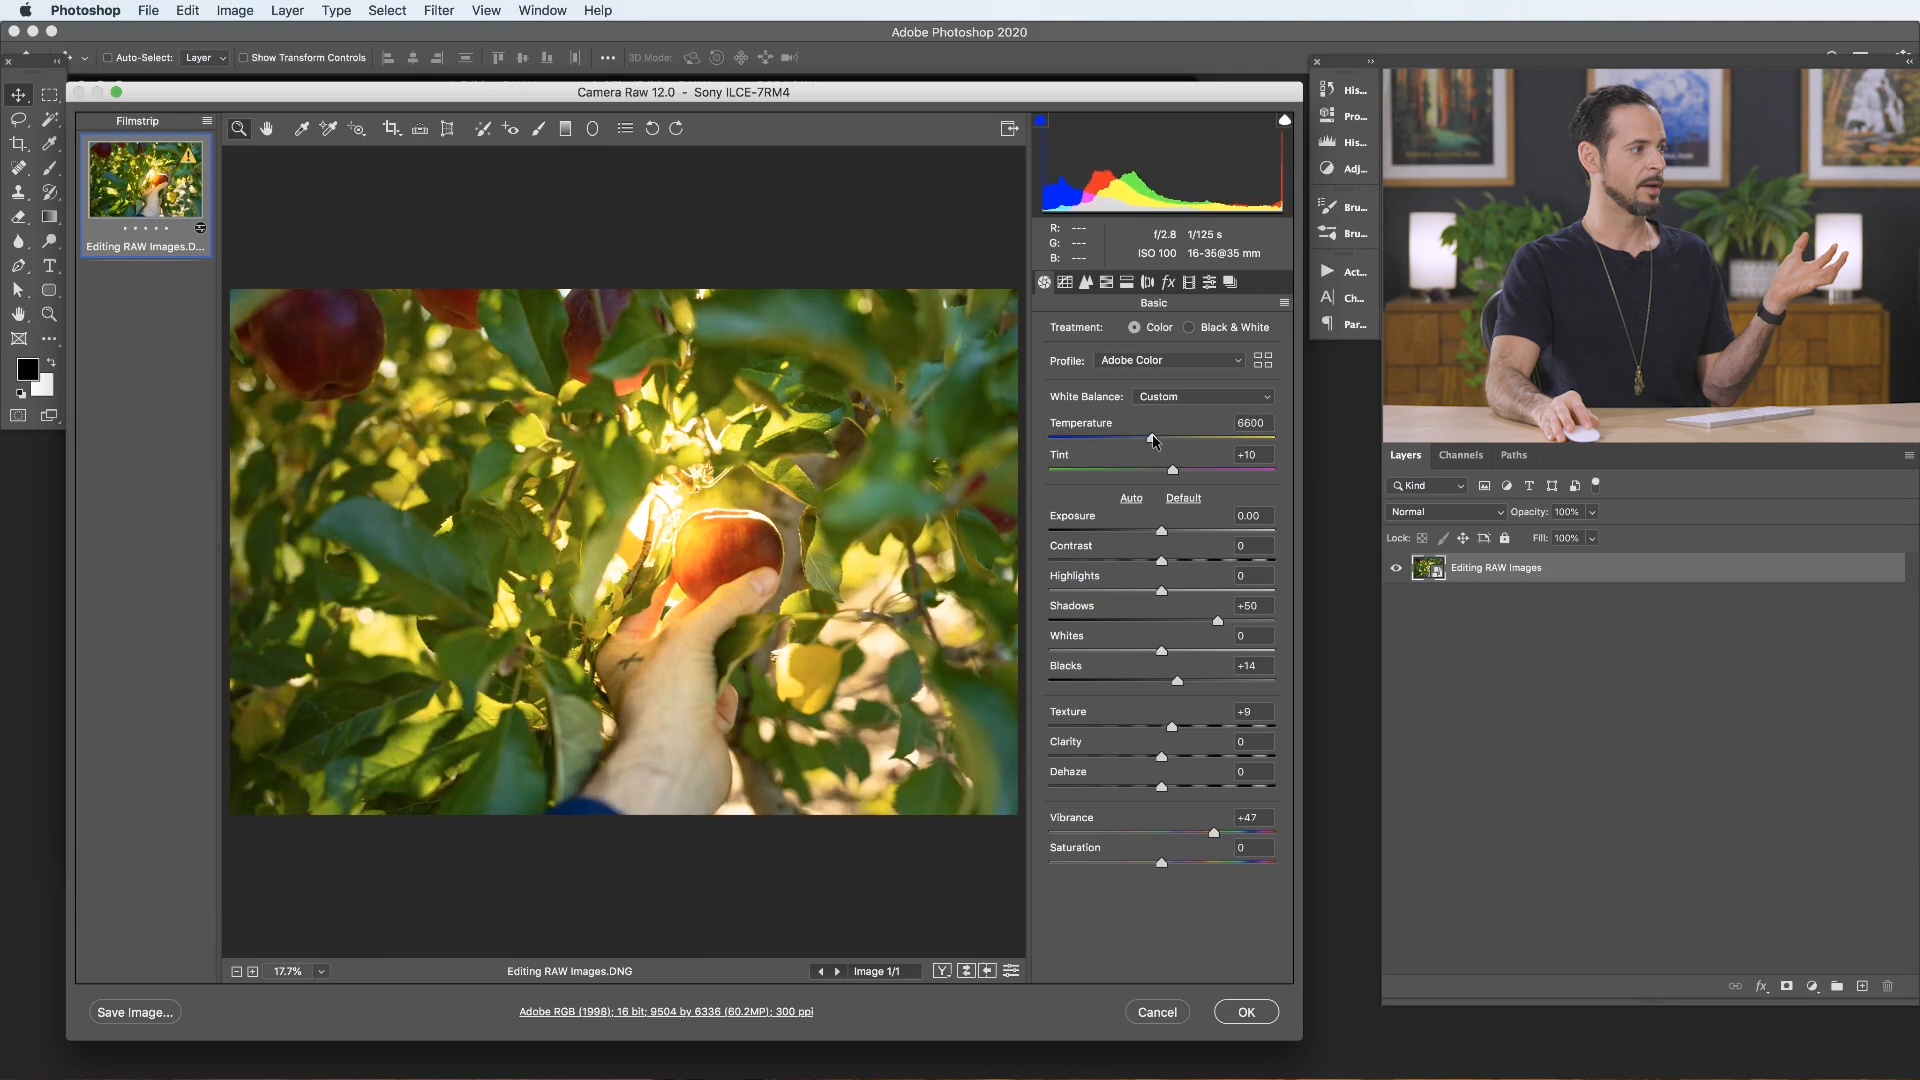 Photoshop File Edit Image Layer Type Select Filter View Window Help
Adobe Photoshop 2020
Auto-Select: Layer Show Transform Controls 3D Mode:
Camera Raw 12.0 - Sony ILCE-7RM4
Filmstrip
Editing RAW Images.D...
R: ---
G: ---
B: ---
f/2.8 1/125 s
ISO 100 16-35@35 mm
Basic
Treatment: Color Black & White
Profile: Adobe Color
White Balance: Custom
Temperature 6600
Tint +10
Auto Default
Exposure 0.00
Contrast 0
Highlights 0
Shadows +50
Whites 0
Blacks +14
Texture +9
Clarity 0
Dehaze 0
Vibrance +47
Saturation 0
17.7% Editing RAW Images.DNG Image 1/1
Save Image... Adobe RGB (1998); 16 bit; 9504 by 6336 (60.2MP); 300 ppi Cancel OK
His...
Pro...
His...
Adj...
Bru...
Bru...
Act...
Ch...
Par...
Layers Channels Paths
Kind
Normal Opacity: 100%
Lock: Fill: 100%
Editing RAW Images
fx